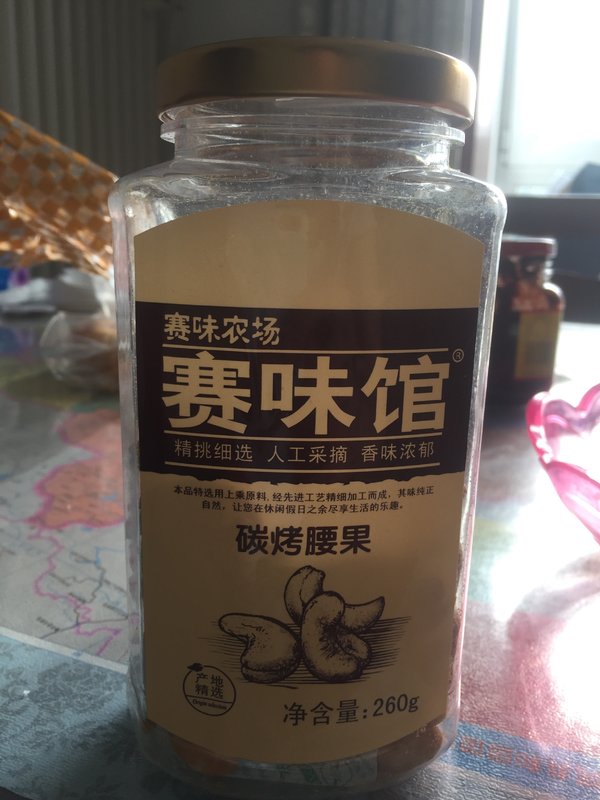 赛味农场
赛味馆③
精挑细选 人工采摘 香味浓郁
本品特选用上乘原料,经先进工艺精细加工而成,其味纯正
自然,让您在休闲假日之余尽享生活的乐趣。
碳烤腰果
产地
精选
净含量:260g